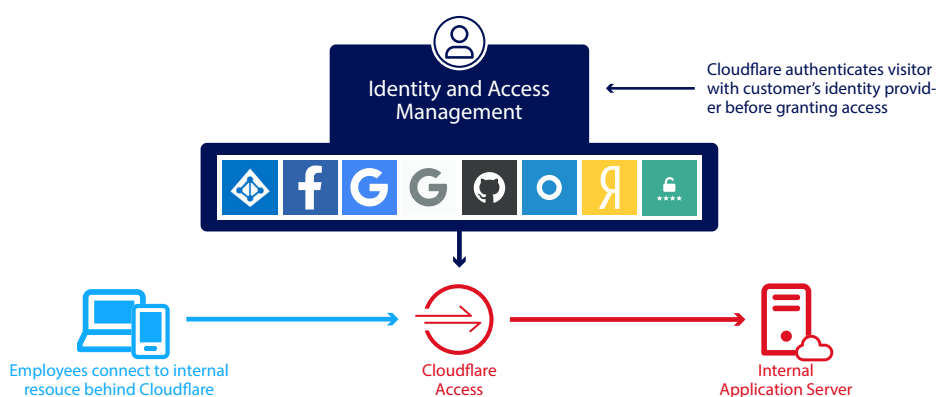 Identity and Access
Management
Cloudflare authenticates visitor
with customer's identity provid-
er before granting access
f
G
G
Я
****
Employees connect to internal
resouce behind Cloudflare
Cloudflare
Access
Internal
Application Server